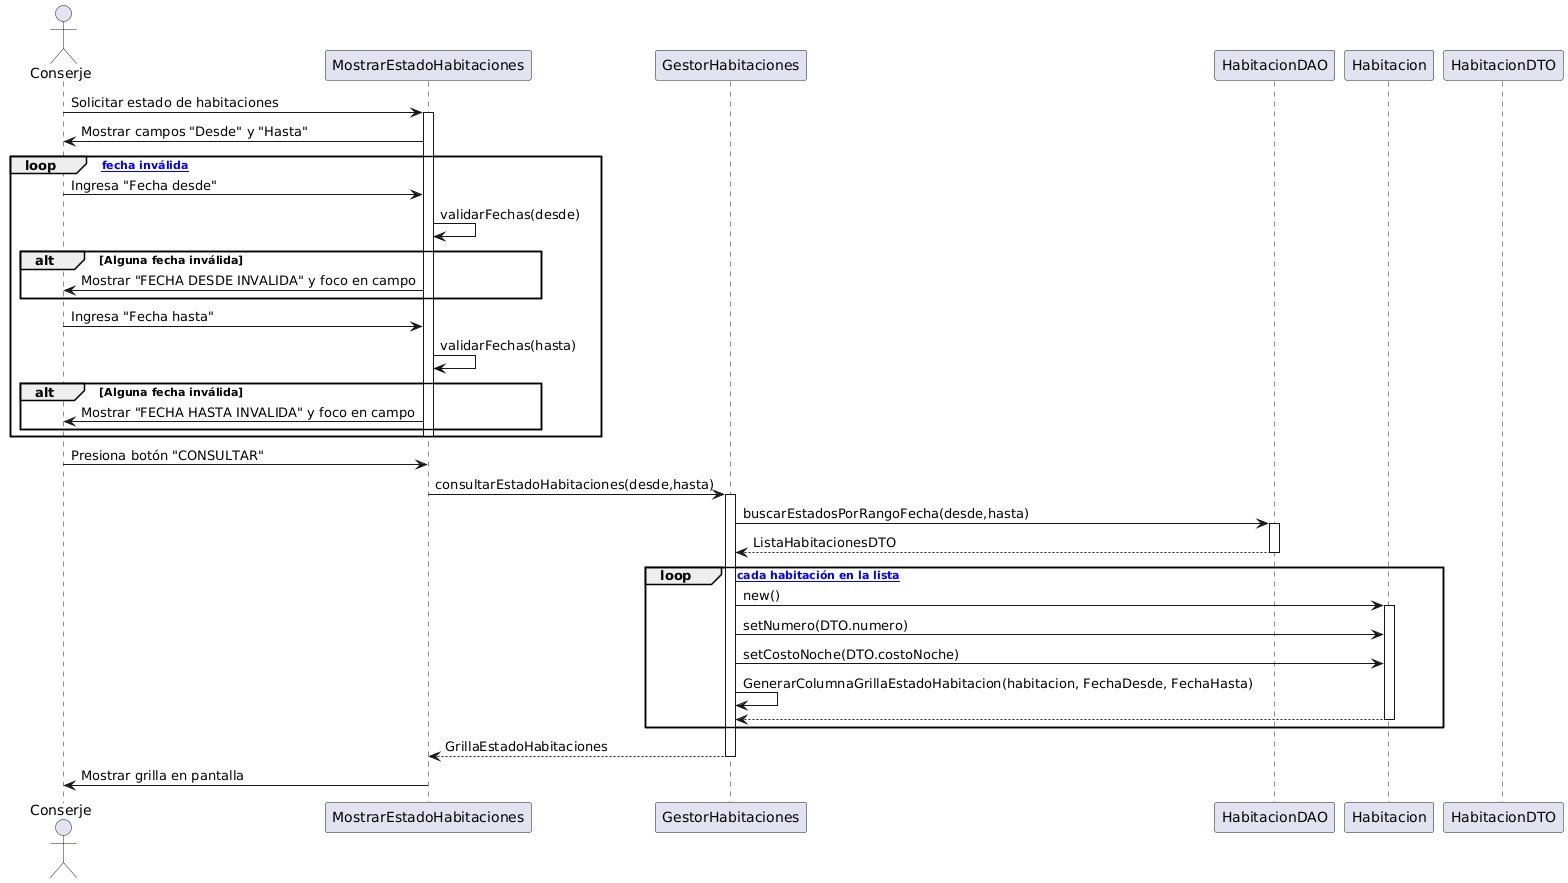 Conserje
MostrarEstadoHabitaciones
GestorHabitaciones
HabitacionDAO
Habitacion
HabitacionDTO
Solicitar estado de habitaciones
Mostrar campos "Desde" y "Hasta"
loop
fecha inválida
Ingresa "Fecha desde"
validarFechas(desde)
alt
[Alguna fecha inválida]
Mostrar "FECHA DESDE INVALIDA" y foco en campo
Ingresa "Fecha hasta"
validarFechas(hasta)
alt
[Alguna fecha inválida]
Mostrar "FECHA HASTA INVALIDA" y foco en campo
Presiona botón "CONSULTAR"
consultarEstadoHabitaciones(desde,hasta)
buscarEstadosPorRangoFecha(desde,hasta)
ListaHabitacionesDTO
loop
cada habitación en la lista
new()
setNumero(DTO.numero)
setCostoNoche(DTO.costoNoche)
GenerarColumnaGrillaEstadoHabitacion(habitacion, FechaDesde, FechaHasta)
GrillaEstadoHabitaciones
Mostrar grilla en pantalla
Conserje
MostrarEstadoHabitaciones
GestorHabitaciones
HabitacionDAO
Habitacion
HabitacionDTO